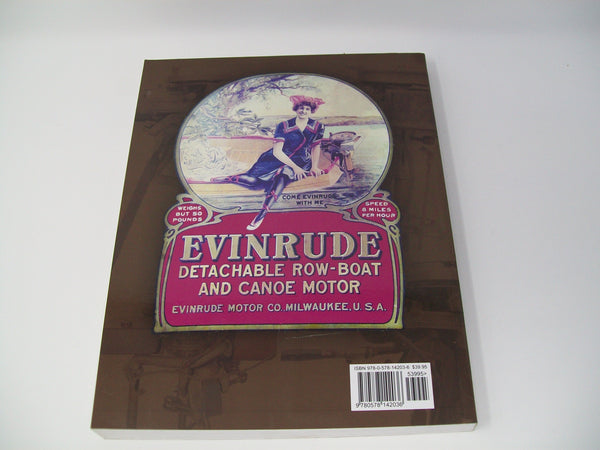 COME EVINRUDE
WITH ME
WEIGHS
BUT 50
POUNDS
SPEED
8 MILES
PER HOUR
EVINRUDE
DETACHABLE ROW-BOAT
AND CANOE MOTOR
EVINRUDE MOTOR CO. MILWAUKEE, U.S.A.
ISBN 978-0-578-14203-6 $39.95
53995>
9 780578 142036